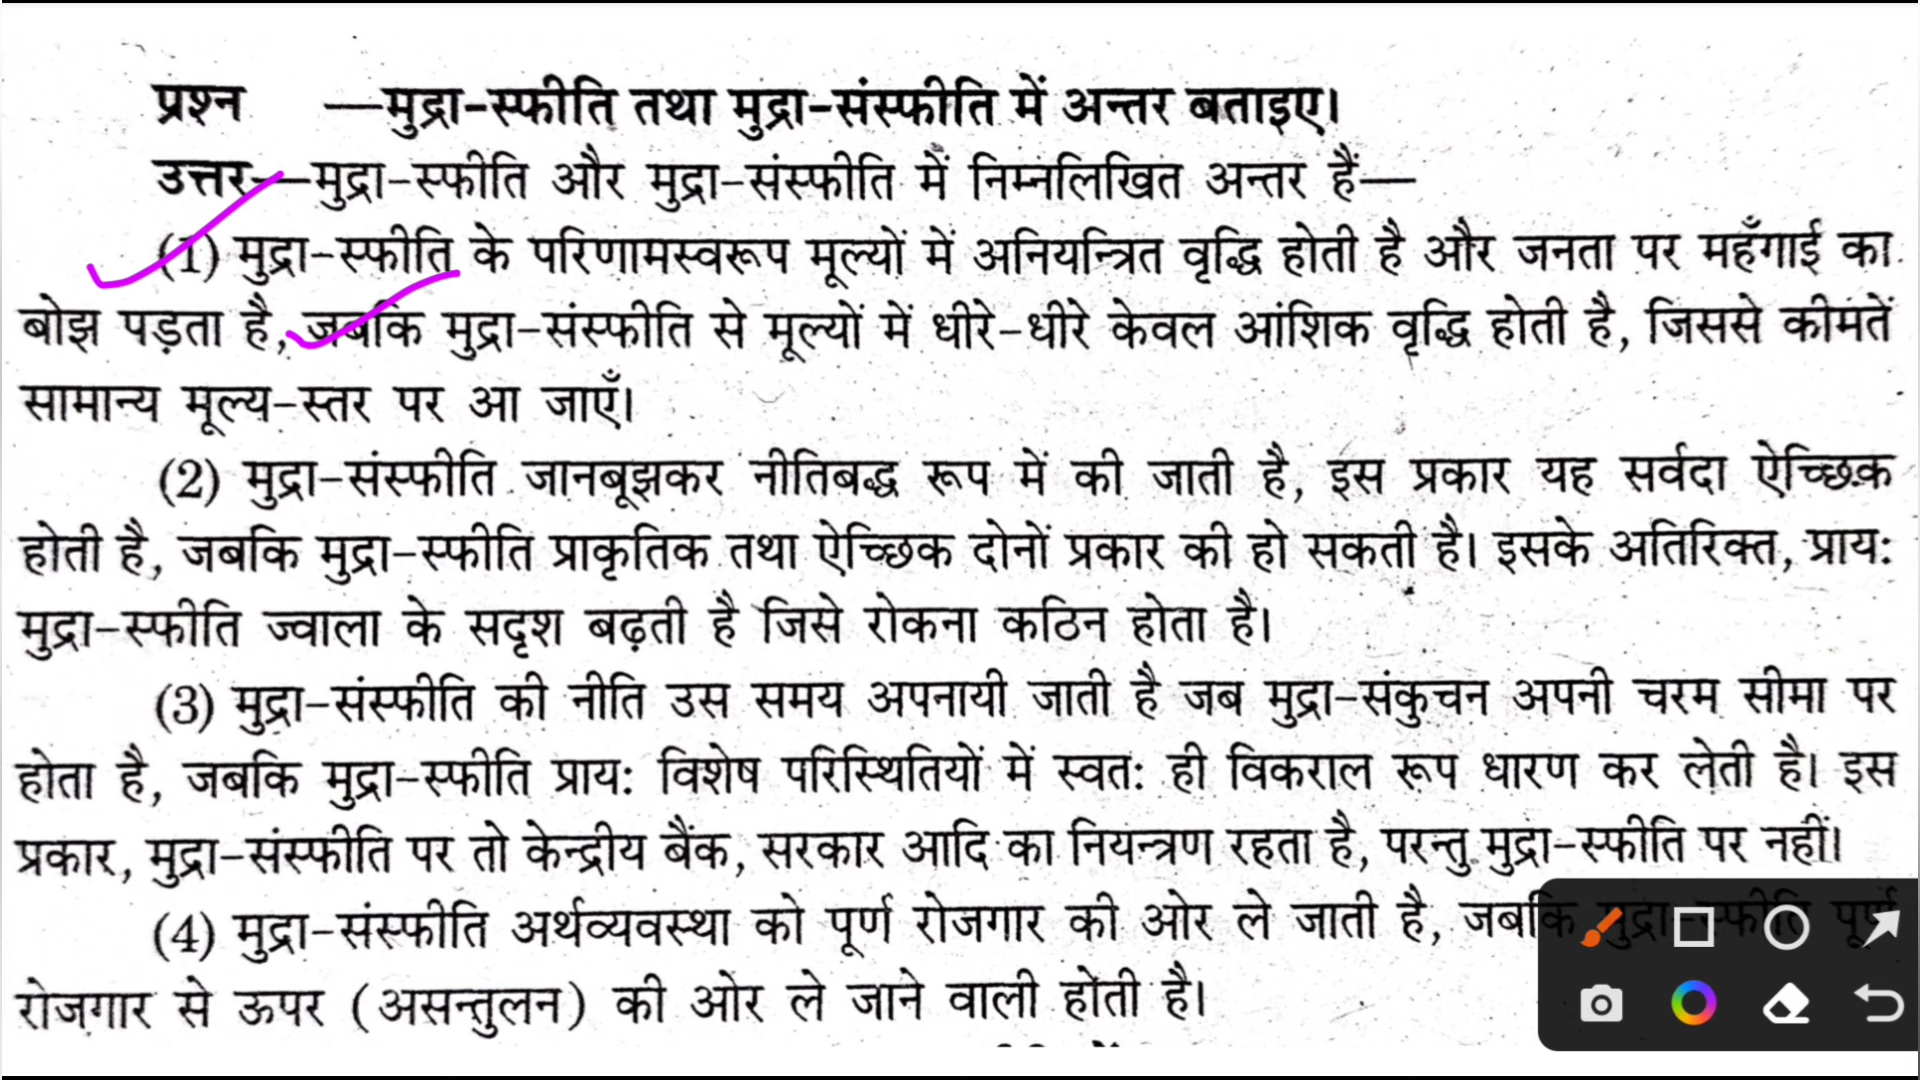 प्रश्न —मुद्रा-स्फीति तथा मुद्रा-संस्फीति में अन्तर बताइए।
उत्तर—मुद्रा-स्फीति और मुद्रा-संस्फीति में निम्नलिखित अन्तर हैं—
(1) मुद्रा-स्फीति के परिणामस्वरूप मूल्यों में अनियन्त्रित वृद्धि होती है और जनता पर महँगाई का
बोझ पड़ता है, जबकि मुद्रा-संस्फीति से मूल्यों में धीरे-धीरे केवल आंशिक वृद्धि होती है, जिससे कीमतें
सामान्य मूल्य-स्तर पर आ जाएँ।
(2) मुद्रा-संस्फीति जानबूझकर नीतिबद्ध रूप में की जाती है, इस प्रकार यह सर्वदा ऐच्छिक
होती है, जबकि मुद्रा-स्फीति प्राकृतिक तथा ऐच्छिक दोनों प्रकार की हो सकती है। इसके अतिरिक्त, प्राय:
मुद्रा-स्फीति ज्वाला के सदृश बढ़ती है जिसे रोकना कठिन होता है।
(3) मुद्रा-संस्फीति की नीति उस समय अपनायी जाती है जब मुद्रा-संकुचन अपनी चरम सीमा पर
होता है, जबकि मुद्रा-स्फीति प्राय: विशेष परिस्थितियों में स्वत: ही विकराल रूप धारण कर लेती है। इस
प्रकार, मुद्रा-संस्फीति पर तो केन्द्रीय बैंक, सरकार आदि का नियन्त्रण रहता है, परन्तु मुद्रा-स्फीति पर नहीं।
(4) मुद्रा-संस्फीति अर्थव्यवस्था को पूर्ण रोजगार की ओर ले जाती है, जबकि मुद्रा-स्फीति पूर्ण
रोजगार से ऊपर (असन्तुलन) की ओर ले जाने वाली होती है।